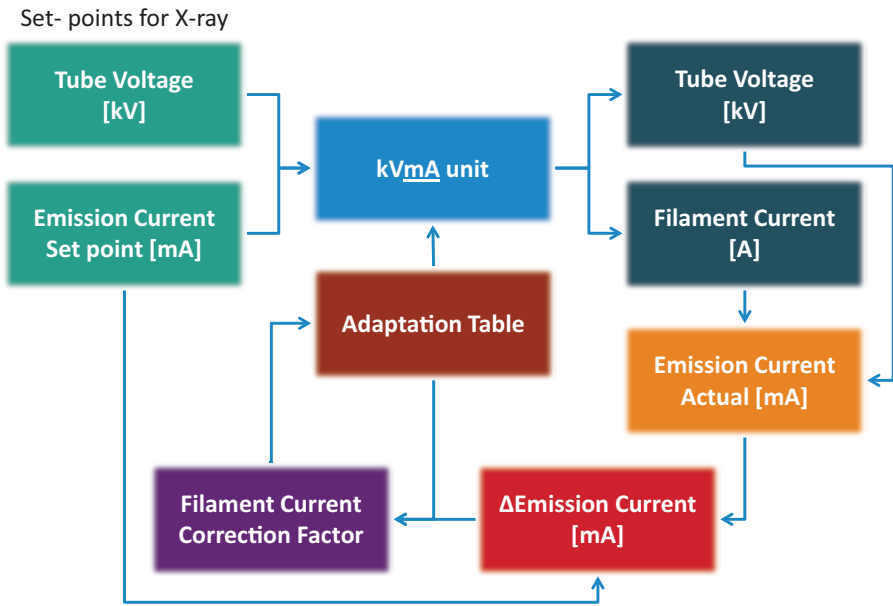 Set- points for X-ray
Tube Voltage
[kV]
Emission Current
Set point [mA]
kVmA unit
Tube Voltage
[kV]
Filament Current
[A]
Adaptation Table
Emission Current
Actual [mA]
Filament Current
Correction Factor
ΔEmission Current
[mA]